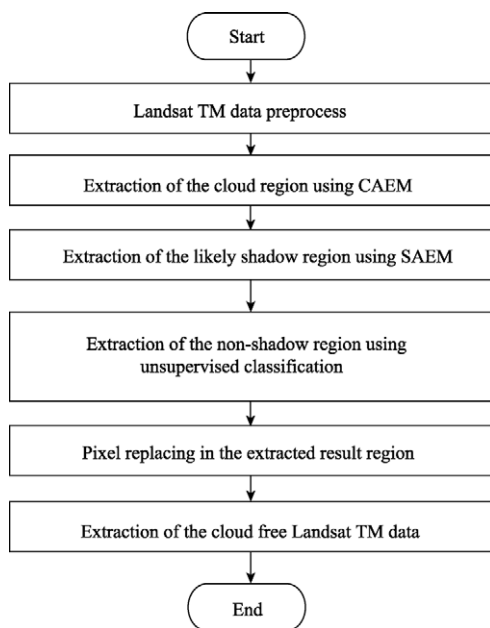 Start
Landsat TM data preprocess
Extraction of the cloud region using CAEM
Extraction of the likely shadow region using SAEM
Extraction of the non-shadow region using
unsupervised classification
Pixel replacing in the extracted result region
Extraction of the cloud free Landsat TM data
End